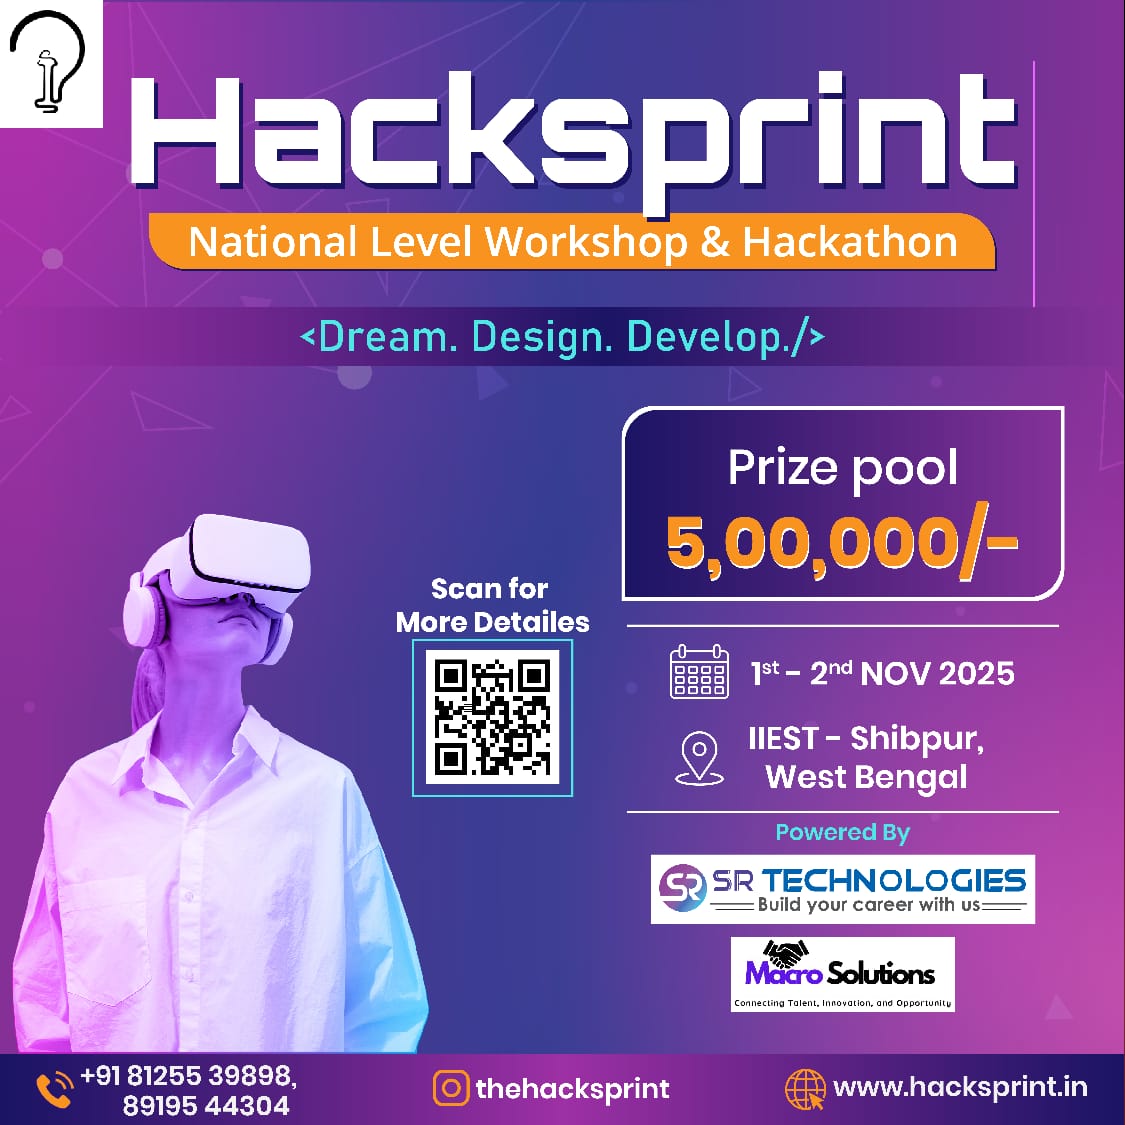 Hacksprint
National Level Workshop & Hackathon
<Dream. Design. Develop./>
Prize pool
5,00,000/-
Scan for
More Detailes
1st - 2nd NOV 2025
IIEST - Shibpur,
West Bengal
Powered By
SR SR TECHNOLOGIES
Build your career with us
Macro Solutions
Connecting Talent, Innovation, and Opportunity
+91 81255 39898,
89195 44304
thehacksprint
www.hacksprint.in